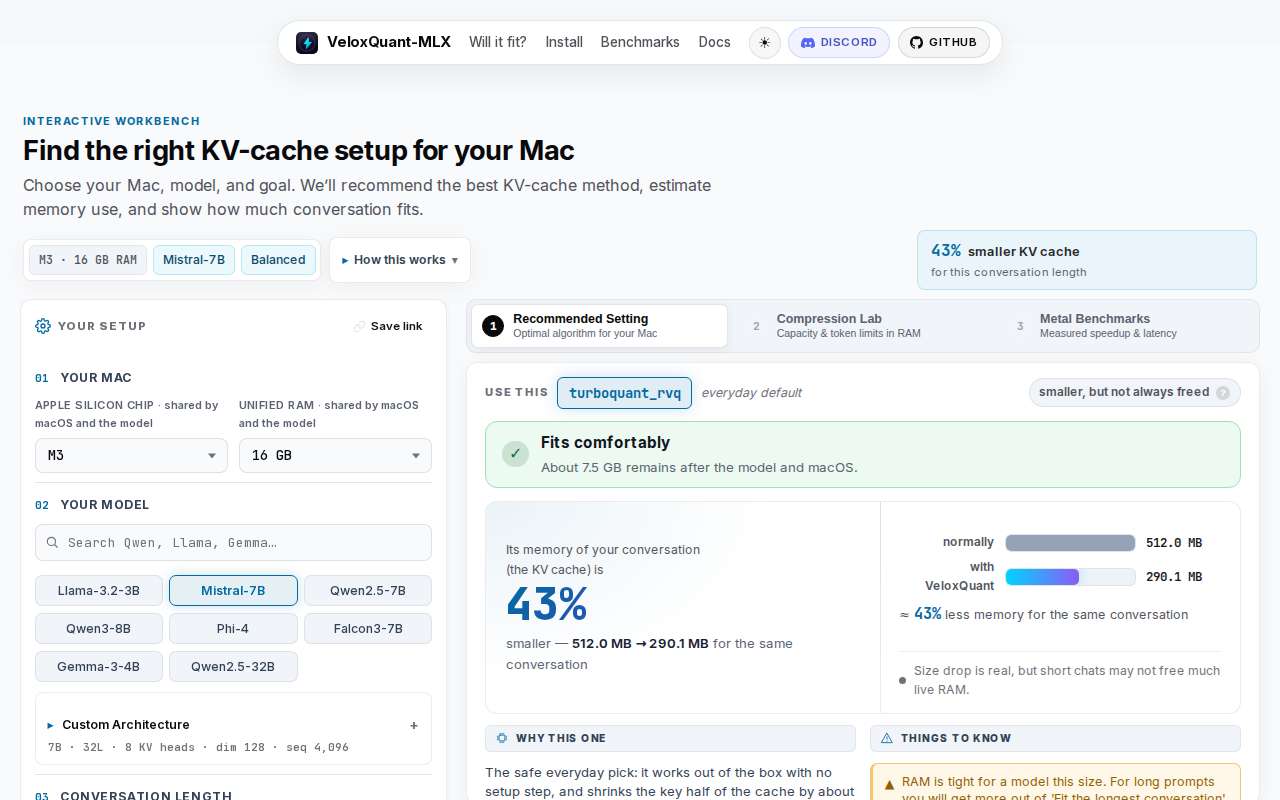 VeloxQuant-MLX Will it fit? Install Benchmarks Docs DISCORD GITHUB
INTERACTIVE WORKBENCH
Find the right KV-cache setup for your Mac
Choose your Mac, model, and goal. We'll recommend the best KV-cache method, estimate
memory use, and show how much conversation fits.
M3 · 16 GB RAM Mistral-7B Balanced ▸ How this works ▾
43% smaller KV cache
for this conversation length
YOUR SETUP Save link
01 YOUR MAC
APPLE SILICON CHIP · shared by
macOS and the model
UNIFIED RAM · shared by macOS
and the model
M3 16 GB
02 YOUR MODEL
Search Qwen, Llama, Gemma…
Llama-3.2-3B Mistral-7B Qwen2.5-7B
Qwen3-8B Phi-4 Falcon3-7B
Gemma-3-4B Qwen2.5-32B
▸ Custom Architecture +
7B · 32L · 8 KV heads · dim 128 · seq 4,096
03 CONVERSATION LENGTH
1 Recommended Setting
Optimal algorithm for your Mac
2 Compression Lab
Capacity & token limits in RAM
3 Metal Benchmarks
Measured speedup & latency
USE THIS turboquant_rvq everyday default smaller, but not always freed ?
✓ Fits comfortably
About 7.5 GB remains after the model and macOS.
Its memory of your conversation
(the KV cache) is
43%
smaller — 512.0 MB → 290.1 MB for the same
conversation
normally 512.0 MB
with
VeloxQuant 290.1 MB
≈ 43% less memory for the same conversation
Size drop is real, but short chats may not free much
live RAM.
WHY THIS ONE
The safe everyday pick: it works out of the box with no
setup step, and shrinks the key half of the cache by about
THINGS TO KNOW
▲ RAM is tight for a model this size. For long prompts
you will get more out of 'Fit the longest conversation'